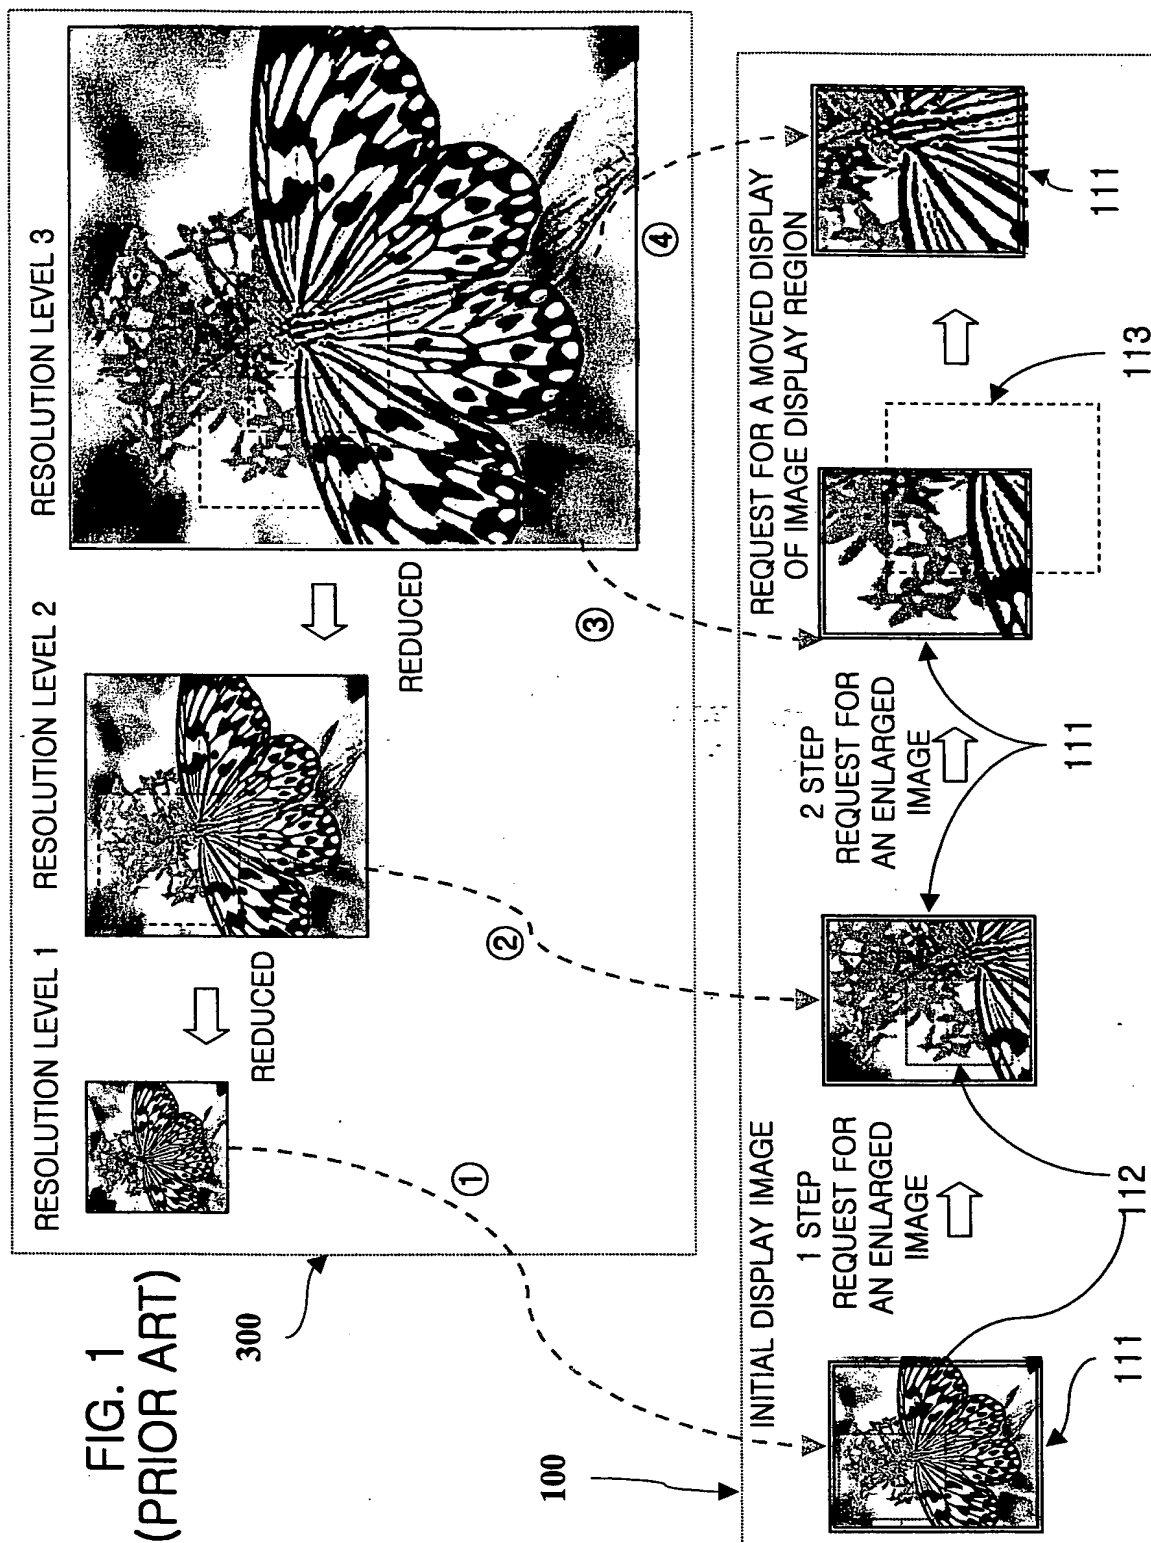 FIG. 1
(PRIOR ART)
300
RESOLUTION LEVEL 1
RESOLUTION LEVEL 2
RESOLUTION LEVEL 3
REDUCED
REDUCED
①
②
③
④
100
INITIAL DISPLAY IMAGE
1 STEP
REQUEST FOR
AN ENLARGED
IMAGE
2 STEP
REQUEST FOR
AN ENLARGED
IMAGE
REQUEST FOR A MOVED DISPLAY
OF IMAGE DISPLAY REGION
111
112
111
113
111